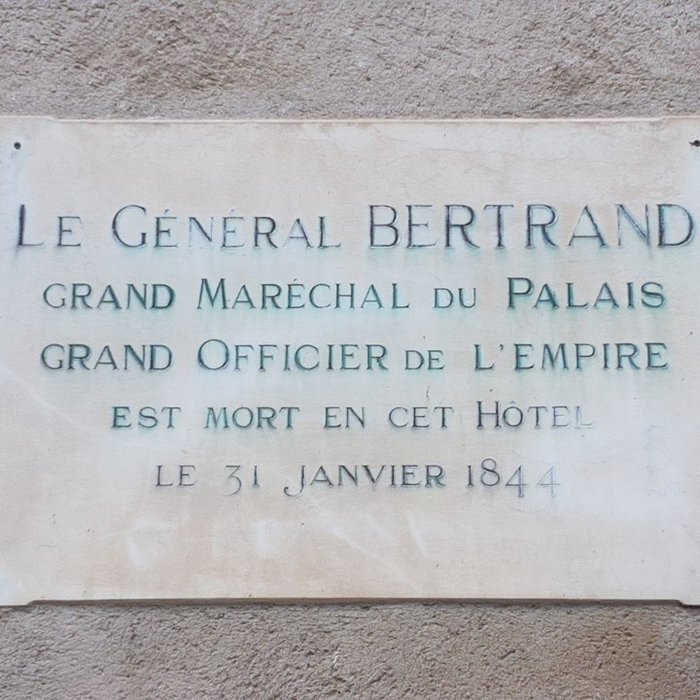 Le Général BERTRAND
GRAND MARÉCHAL DU PALAIS
GRAND OFFICIER DE L'EMPIRE
EST MORT EN CET HÔTEL
LE 31 JANVIER 1844